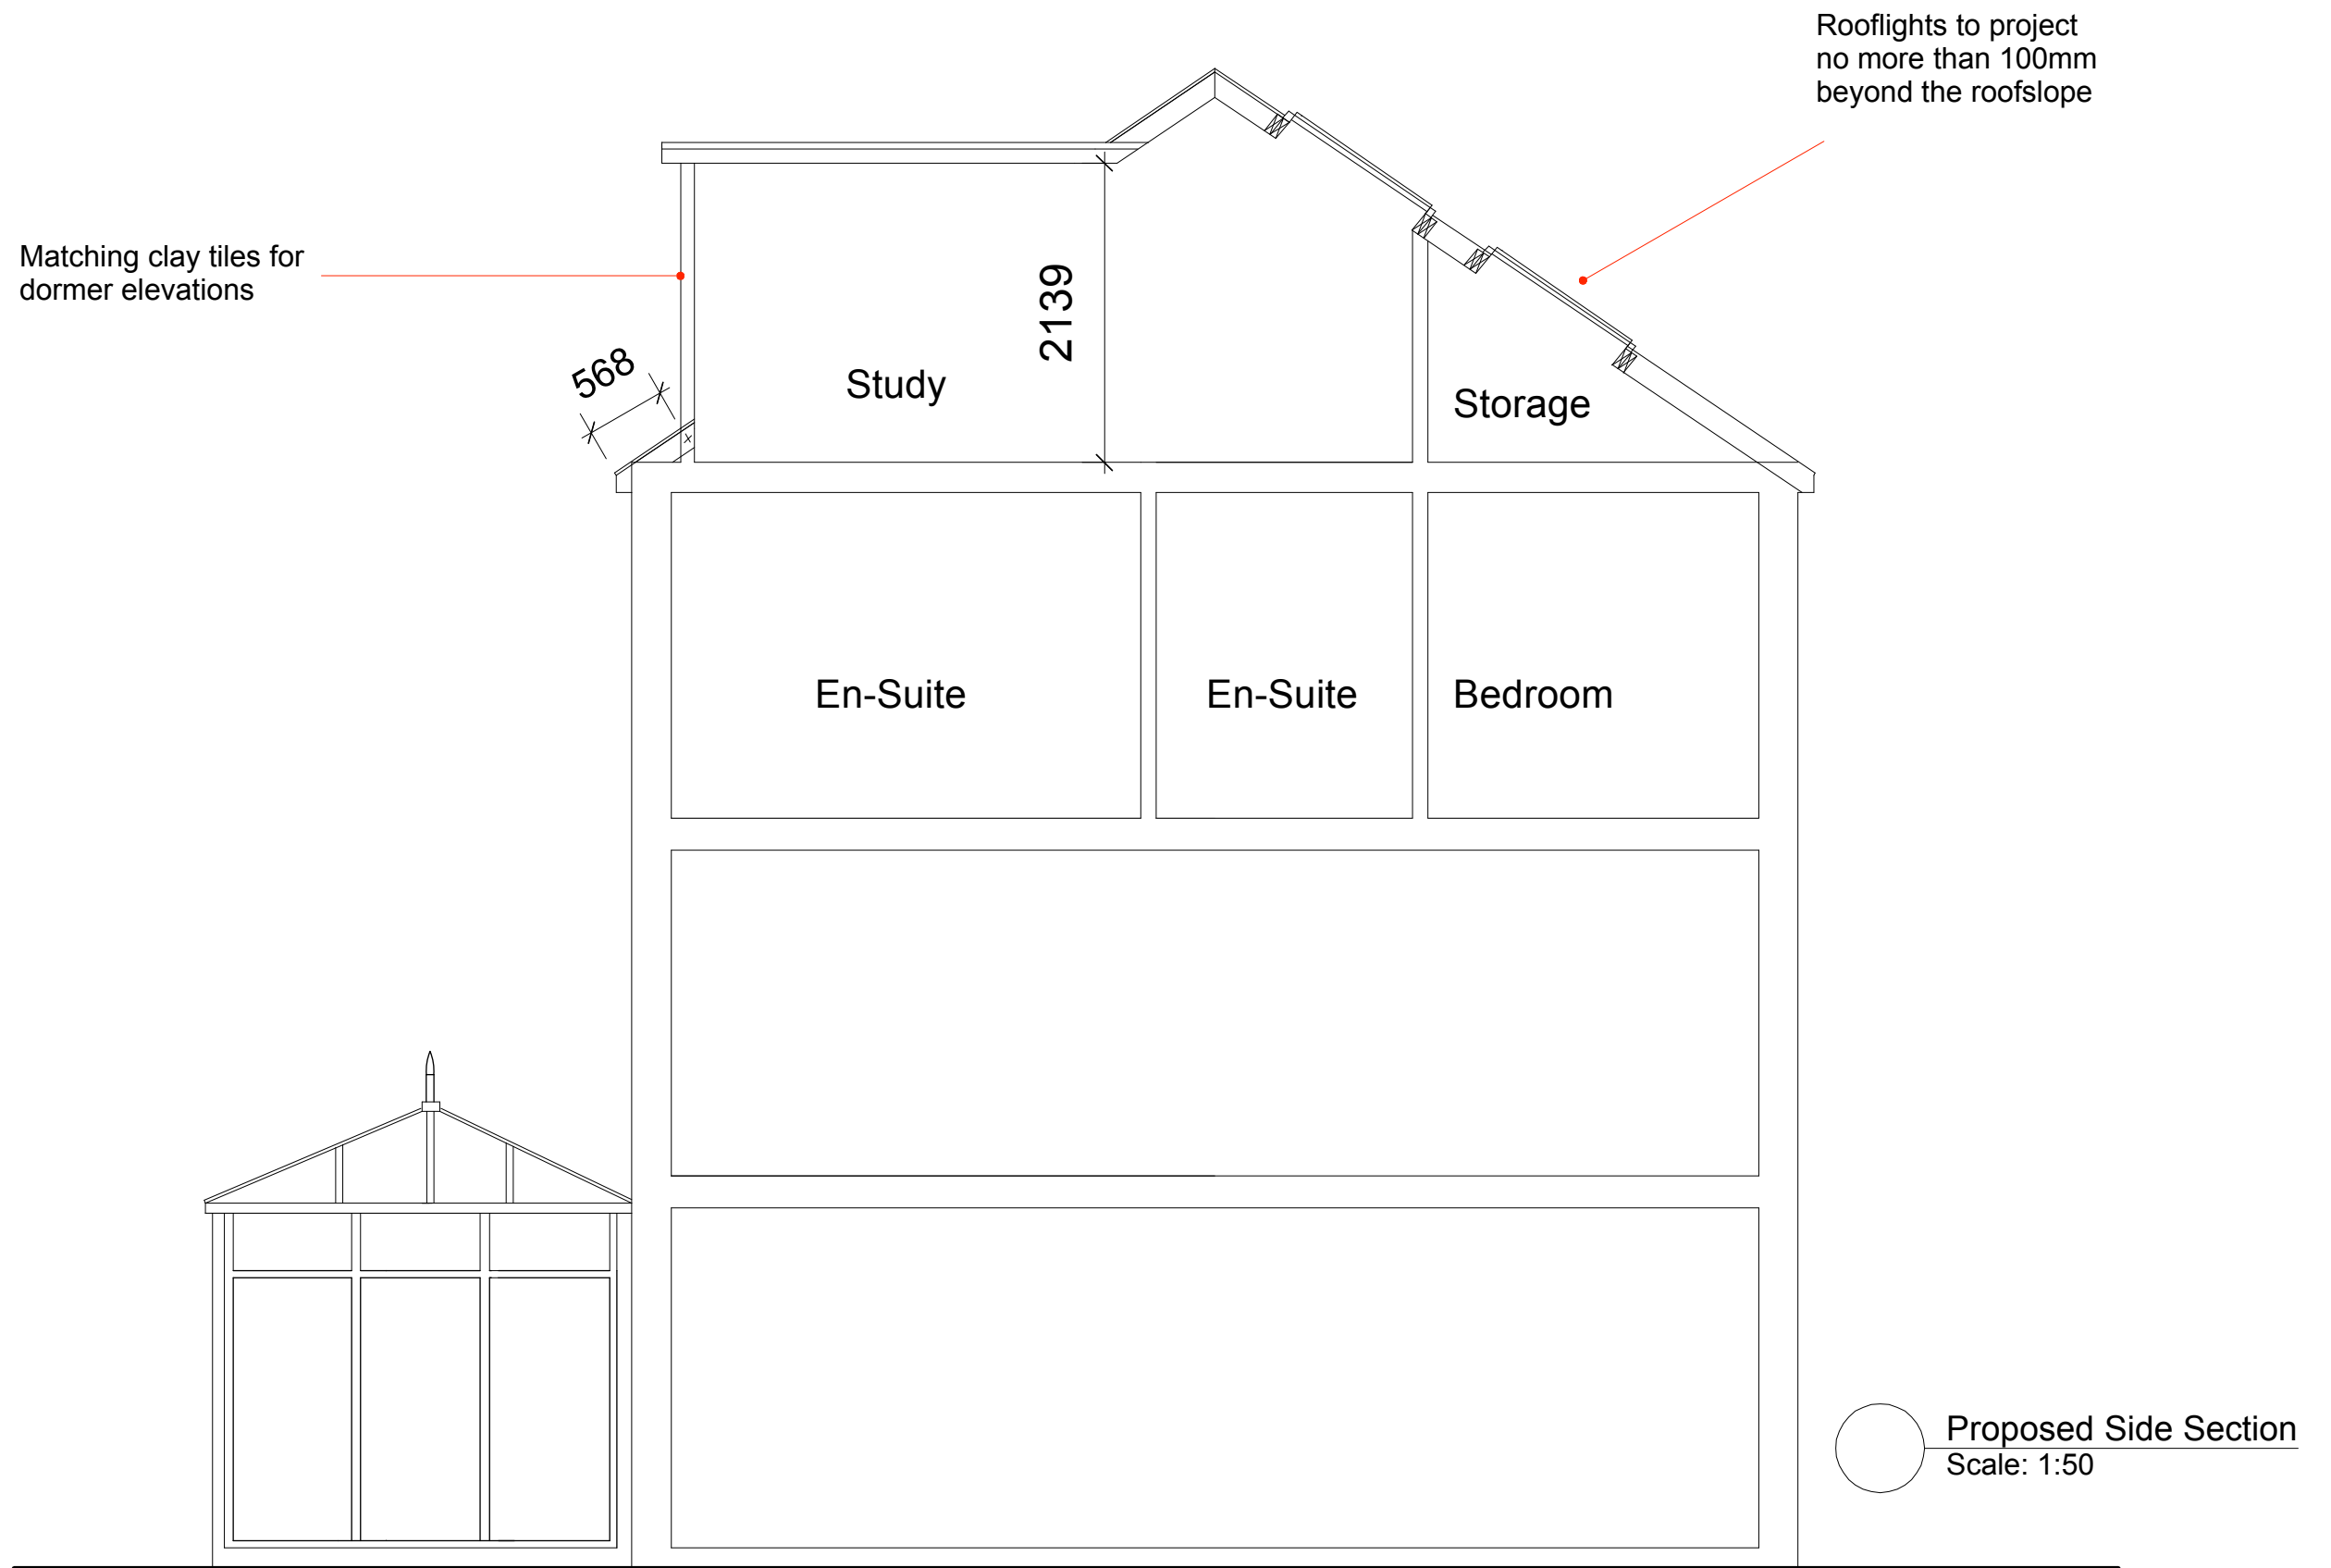 Rooflights to project
no more than 100mm
beyond the roofslope
Matching clay tiles for
dormer elevations
568
2139
Study
Storage
En-Suite
En-Suite
Bedroom
Proposed Side Section
Scale: 1:50